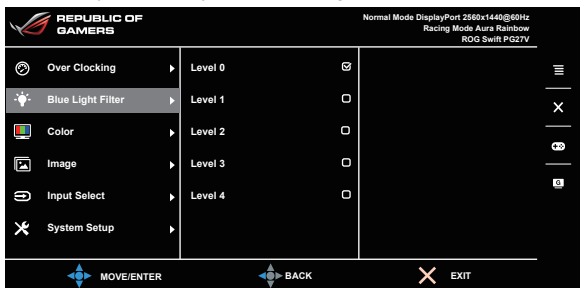 REPUBLIC OF
GAMERS
Normal Mode DisplayPort 2560x1440@60Hz
Racing Mode Aura Rainbow
ROG Swift PG27V
Over Clocking
Level 0
Blue Light Filter
Level 1
Color
Level 2
Image
Level 3
Input Select
Level 4
System Setup
G
MOVE/ENTER
BACK
EXIT